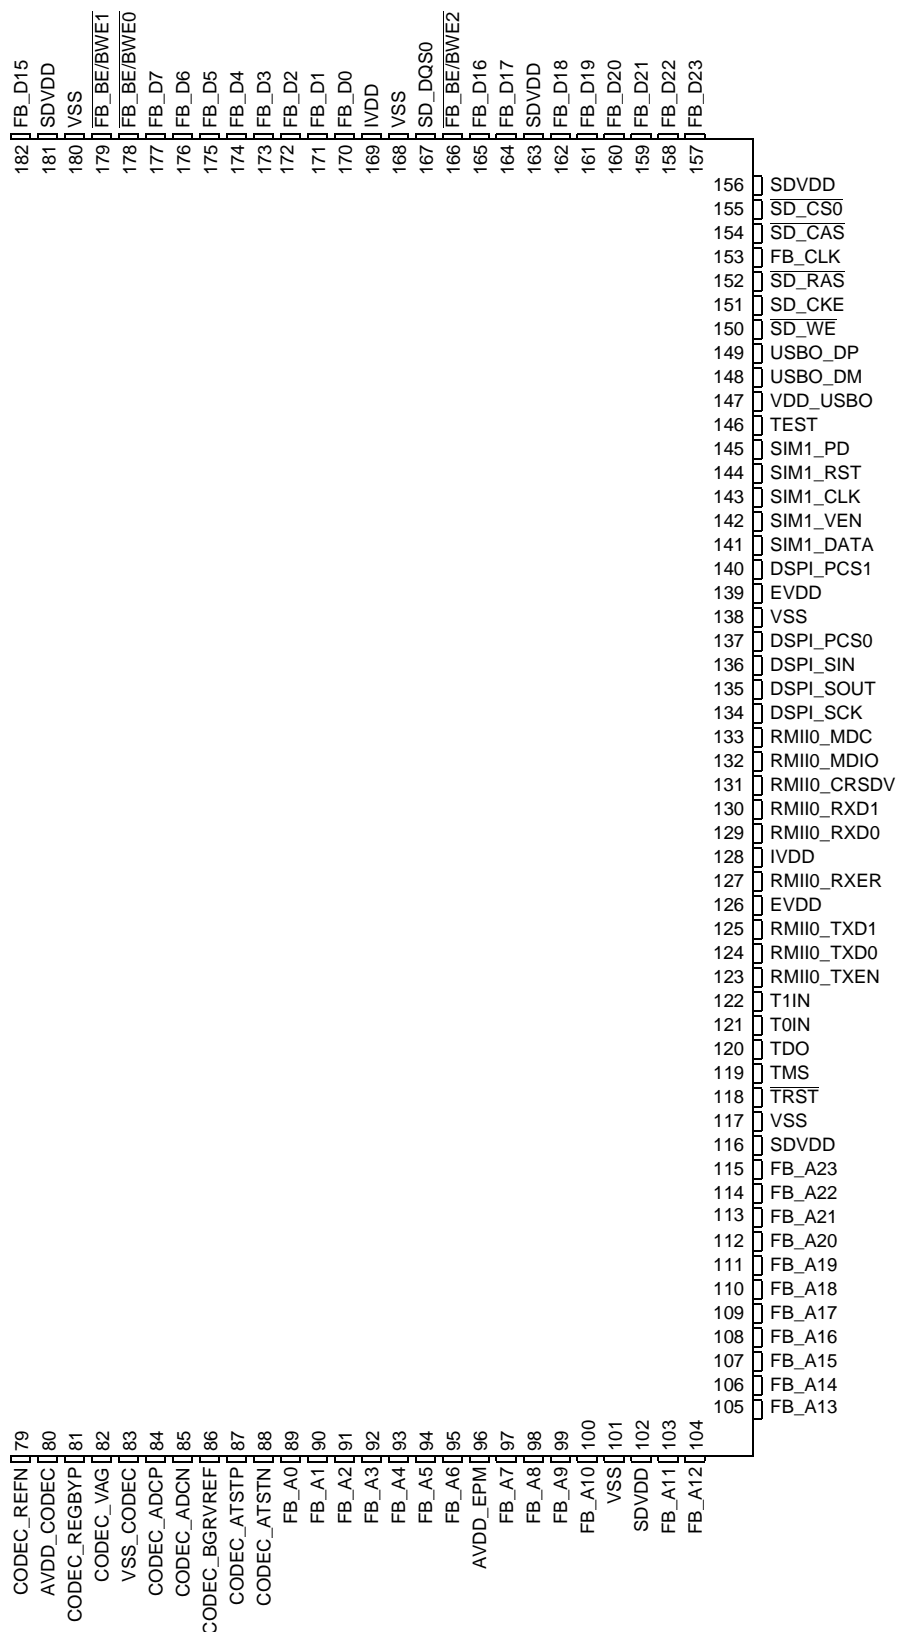 182 FB_D15
181 SDVDD
180 VSS
179 FB_BE/BWE1
178 FB_BE/BWE0
177 FB_D7
176 FB_D6
175 FB_D5
174 FB_D4
173 FB_D3
172 FB_D2
171 FB_D1
170 FB_D0
169 IVDD
168 VSS
167 SD_DQS0
166 FB_BE/BWE2
165 FB_D16
164 FB_D17
163 SDVDD
162 FB_D18
161 FB_D19
160 FB_D20
159 FB_D21
158 FB_D22
157 FB_D23
156 SDVDD
155 SD_CS0
154 SD_CAS
153 FB_CLK
152 SD_RAS
151 SD_CKE
150 SD_WE
149 USBO_DP
148 USBO_DM
147 VDD_USBO
146 TEST
145 SIM1_PD
144 SIM1_RST
143 SIM1_CLK
142 SIM1_VEN
141 SIM1_DATA
140 DSPI_PCS1
139 EVDD
138 VSS
137 DSPI_PCS0
136 DSPI_SIN
135 DSPI_SOUT
134 DSPI_SCK
133 RMII0_MDC
132 RMII0_MDIO
131 RMII0_CRSDV
130 RMII0_RXD1
129 RMII0_RXD0
128 IVDD
127 RMII0_RXER
126 EVDD
125 RMII0_TXD1
124 RMII0_TXD0
123 RMII0_TXEN
122 T1IN
121 T0IN
120 TDO
119 TMS
118 TRST
117 VSS
116 SDVDD
115 FB_A23
114 FB_A22
113 FB_A21
112 FB_A20
111 FB_A19
110 FB_A18
109 FB_A17
108 FB_A16
107 FB_A15
106 FB_A14
105 FB_A13
CODEC_REFN 79
AVDD_CODEC 80
CODEC_REGBYP 81
CODEC_VAG 82
VSS_CODEC 83
CODEC_ADCP 84
CODEC_ADCN 85
CODEC_BGRVREF 86
CODEC_ATSTP 87
CODEC_ATSTN 88
FB_A0 89
FB_A1 90
FB_A2 91
FB_A3 92
FB_A4 93
FB_A5 94
FB_A6 95
AVDD_EPM 96
FB_A7 97
FB_A8 98
FB_A9 99
FB_A10 100
VSS 101
SDVDD 102
FB_A11 103
FB_A12 104